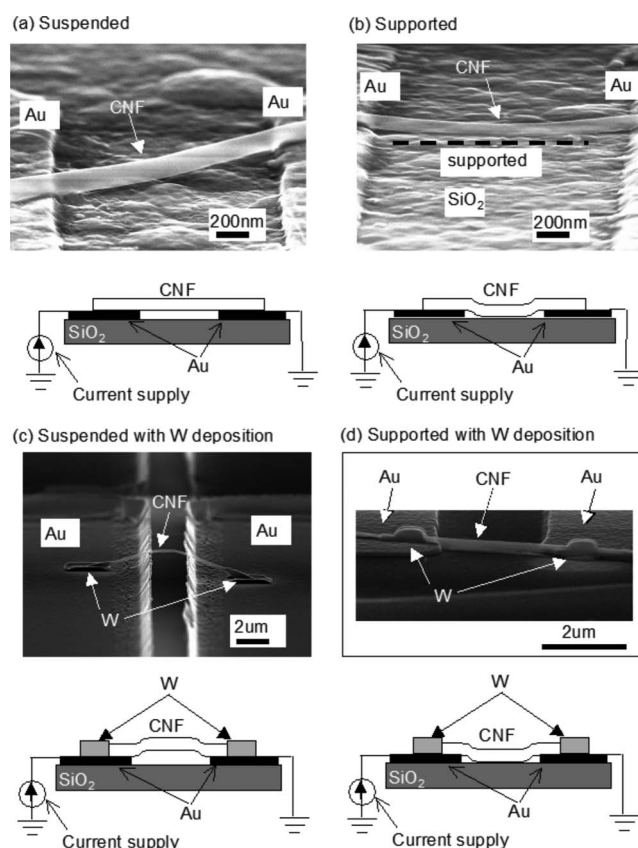 (a) Suspended
(b) Supported
Au
CNF
Au
200nm
Au
CNF
Au
supported
SiO2
200nm
CNF
SiO2
Au
Current supply
CNF
SiO2
Au
Current supply
(c) Suspended with W deposition
(d) Supported with W deposition
CNF
Au
Au
W
2um
Au
CNF
Au
W
2um
W
CNF
SiO2
Au
Current supply
W
CNF
SiO2
Au
Current supply